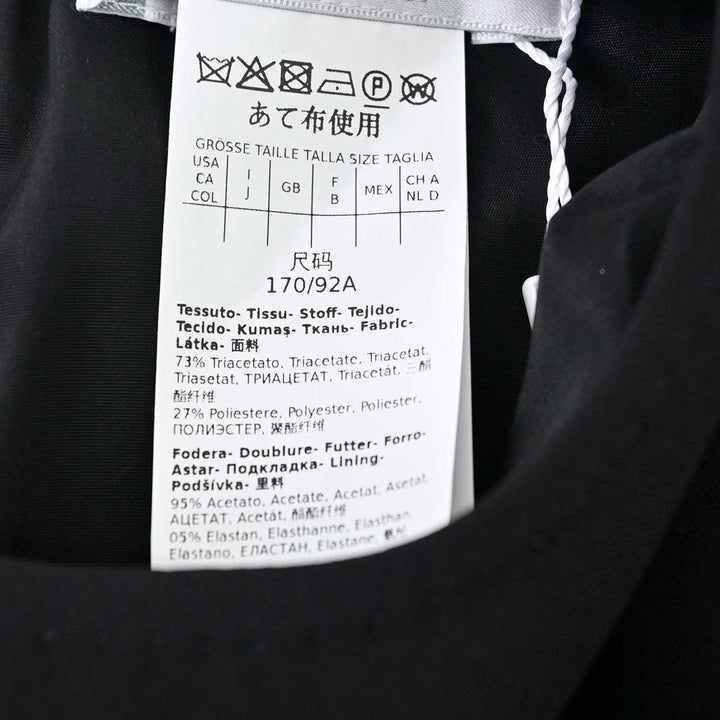 P W
あて布使用
GRÖSSE TAILLE TALLA SIZE TAGLIA
USA CA COL
I J
GB
F B
MEX
CH A NL D
尺码
170/92A
Tessuto- Tissu- Stoff- Tejido-
Tecido- Kumaş- Ткань- Fabric-
Látka- 面料
73% Triacetato, Triacetate, Triacetat,
Triasetat, ТРИАЦЕТАТ, Triacetát, 三醋
酯纤维
27% Poliestere, Polyester, Poliester,
ПОЛИЭСТЕР, 聚酯纤维
Fodera- Doublure- Futter- Forro-
Astar- Подкладка- Lining-
Podšívka- 里料
95% Acetato, Acetate, Acetat, Asetat,
АЦЕТАТ, Acetát, 醋酯纤维
05% Elastan, Elasthanne, Elasthan,
Elastano, ЕЛАСТАН, Elastane, 氨纶